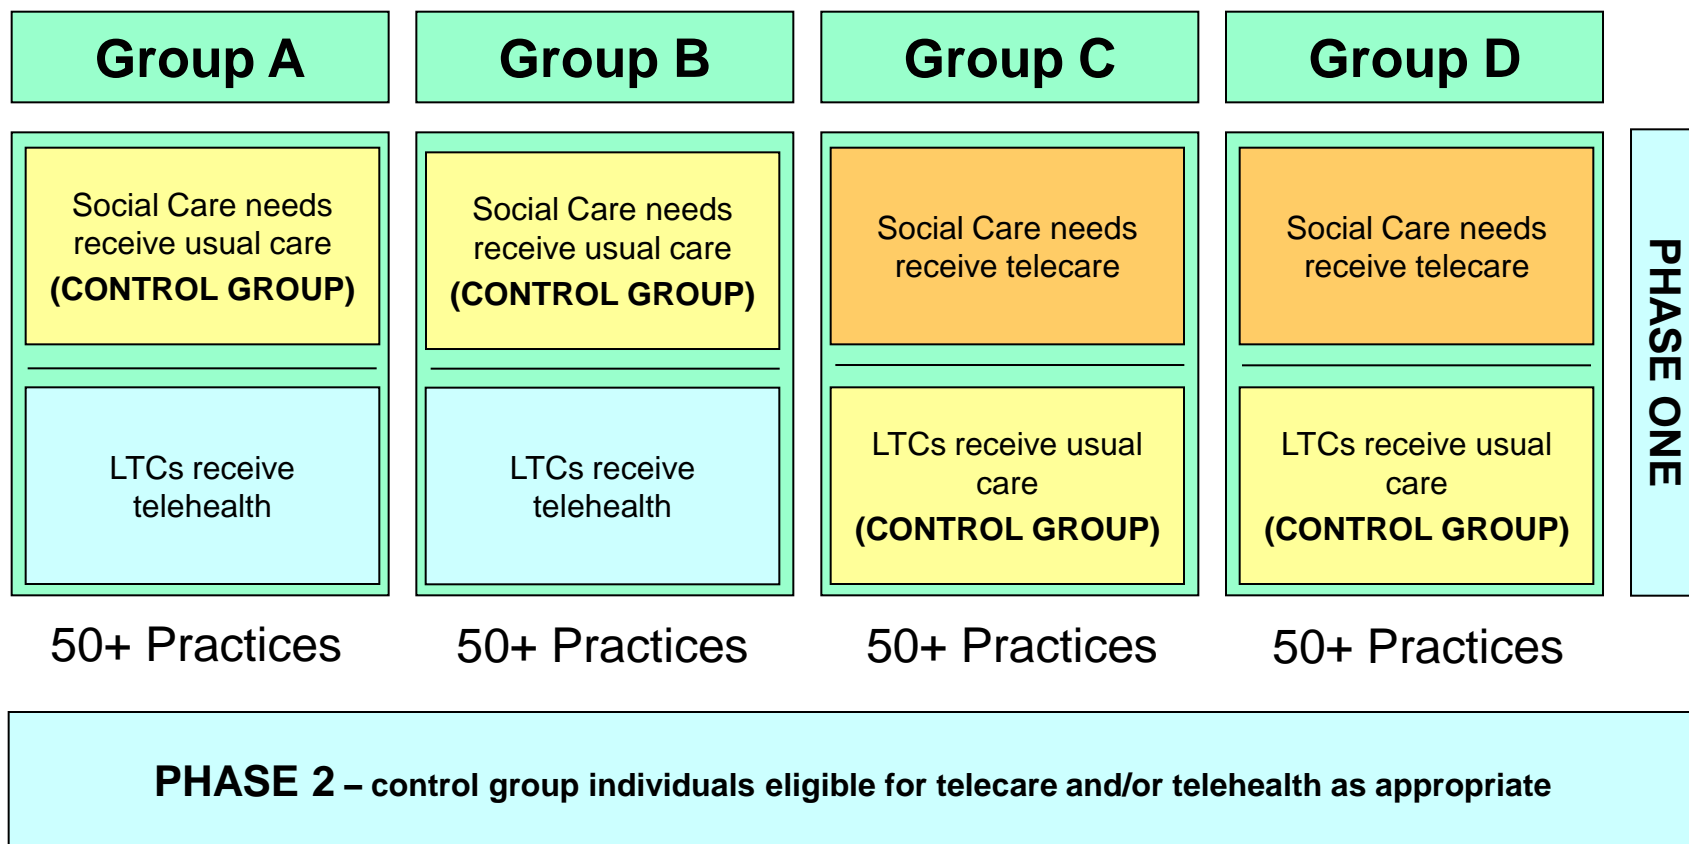 Group A
Group B
Group C
Group D
Social Care needs
receive usual care
(CONTROL GROUP)
Social Care needs
receive usual care
(CONTROL GROUP)
Social Care needs
receive telecare
Social Care needs
receive telecare
LTCs receive
telehealth
LTCs receive
telehealth
LTCs receive usual
care
(CONTROL GROUP)
LTCs receive usual
care
(CONTROL GROUP)
PHASE ONE
50+ Practices
50+ Practices
50+ Practices
50+ Practices
PHASE 2 – control group individuals eligible for telecare and/or telehealth as appropriate